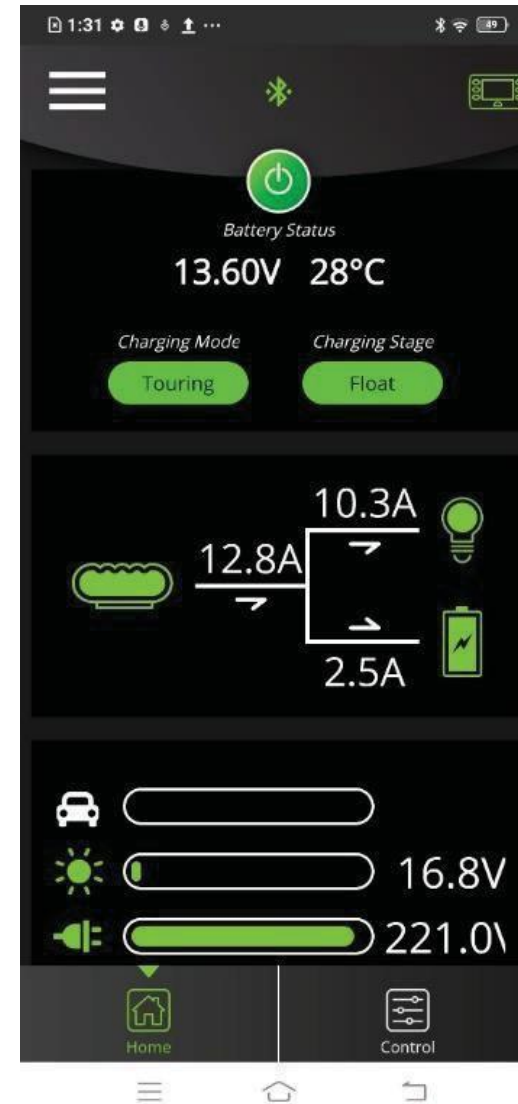 1:31 ... 49
Battery Status
13.60V 28°C
Charging Mode Charging Stage
Touring Float
10.3A
12.8A
2.5A
16.8V
221.0\
Home Control